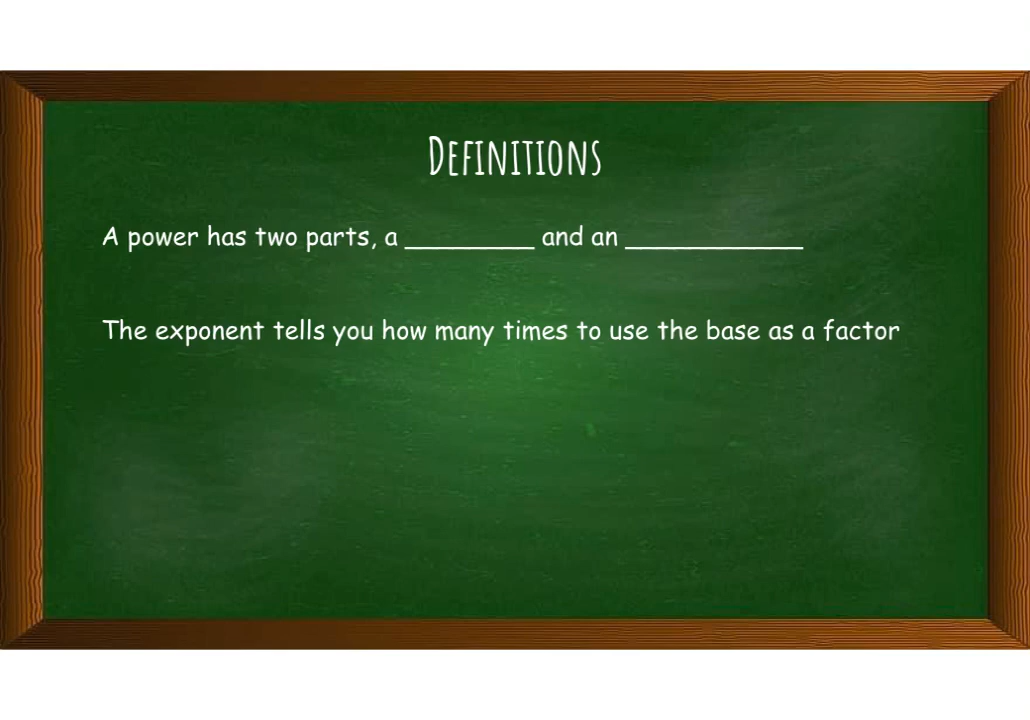 Definitions
A power has two parts, a ________ and an ___________
The exponent tells you how many times to use the base as a factor